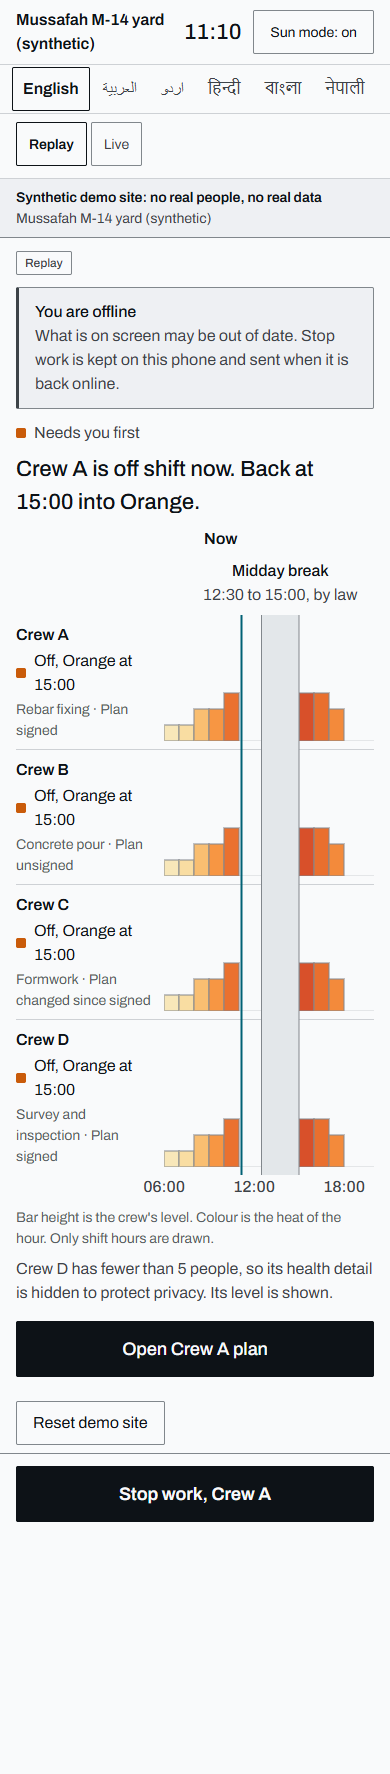 Mussafah M-14 yard
(synthetic)
11:10
Sun mode: on
English
العربية
اردو
हिन्दी
বাংলা
नेपाली
Replay
Live
Synthetic demo site: no real people, no real data
Mussafah M-14 yard (synthetic)
Replay
You are offline
What is on screen may be out of date. Stop
work is kept on this phone and sent when it is
back online.
Needs you first
Crew A is off shift now. Back at
15:00 into Orange.
Now
Midday break
12:30 to 15:00, by law
Crew A
Off, Orange at
15:00
Rebar fixing · Plan
signed
Crew B
Off, Orange at
15:00
Concrete pour · Plan
unsigned
Crew C
Off, Orange at
15:00
Formwork · Plan
changed since signed
Crew D
Off, Orange at
15:00
Survey and
inspection · Plan
signed
06:00
12:00
18:00
Bar height is the crew's level. Colour is the heat of the
hour. Only shift hours are drawn.
Crew D has fewer than 5 people, so its health detail
is hidden to protect privacy. Its level is shown.
Open Crew A plan
Reset demo site
Stop work, Crew A